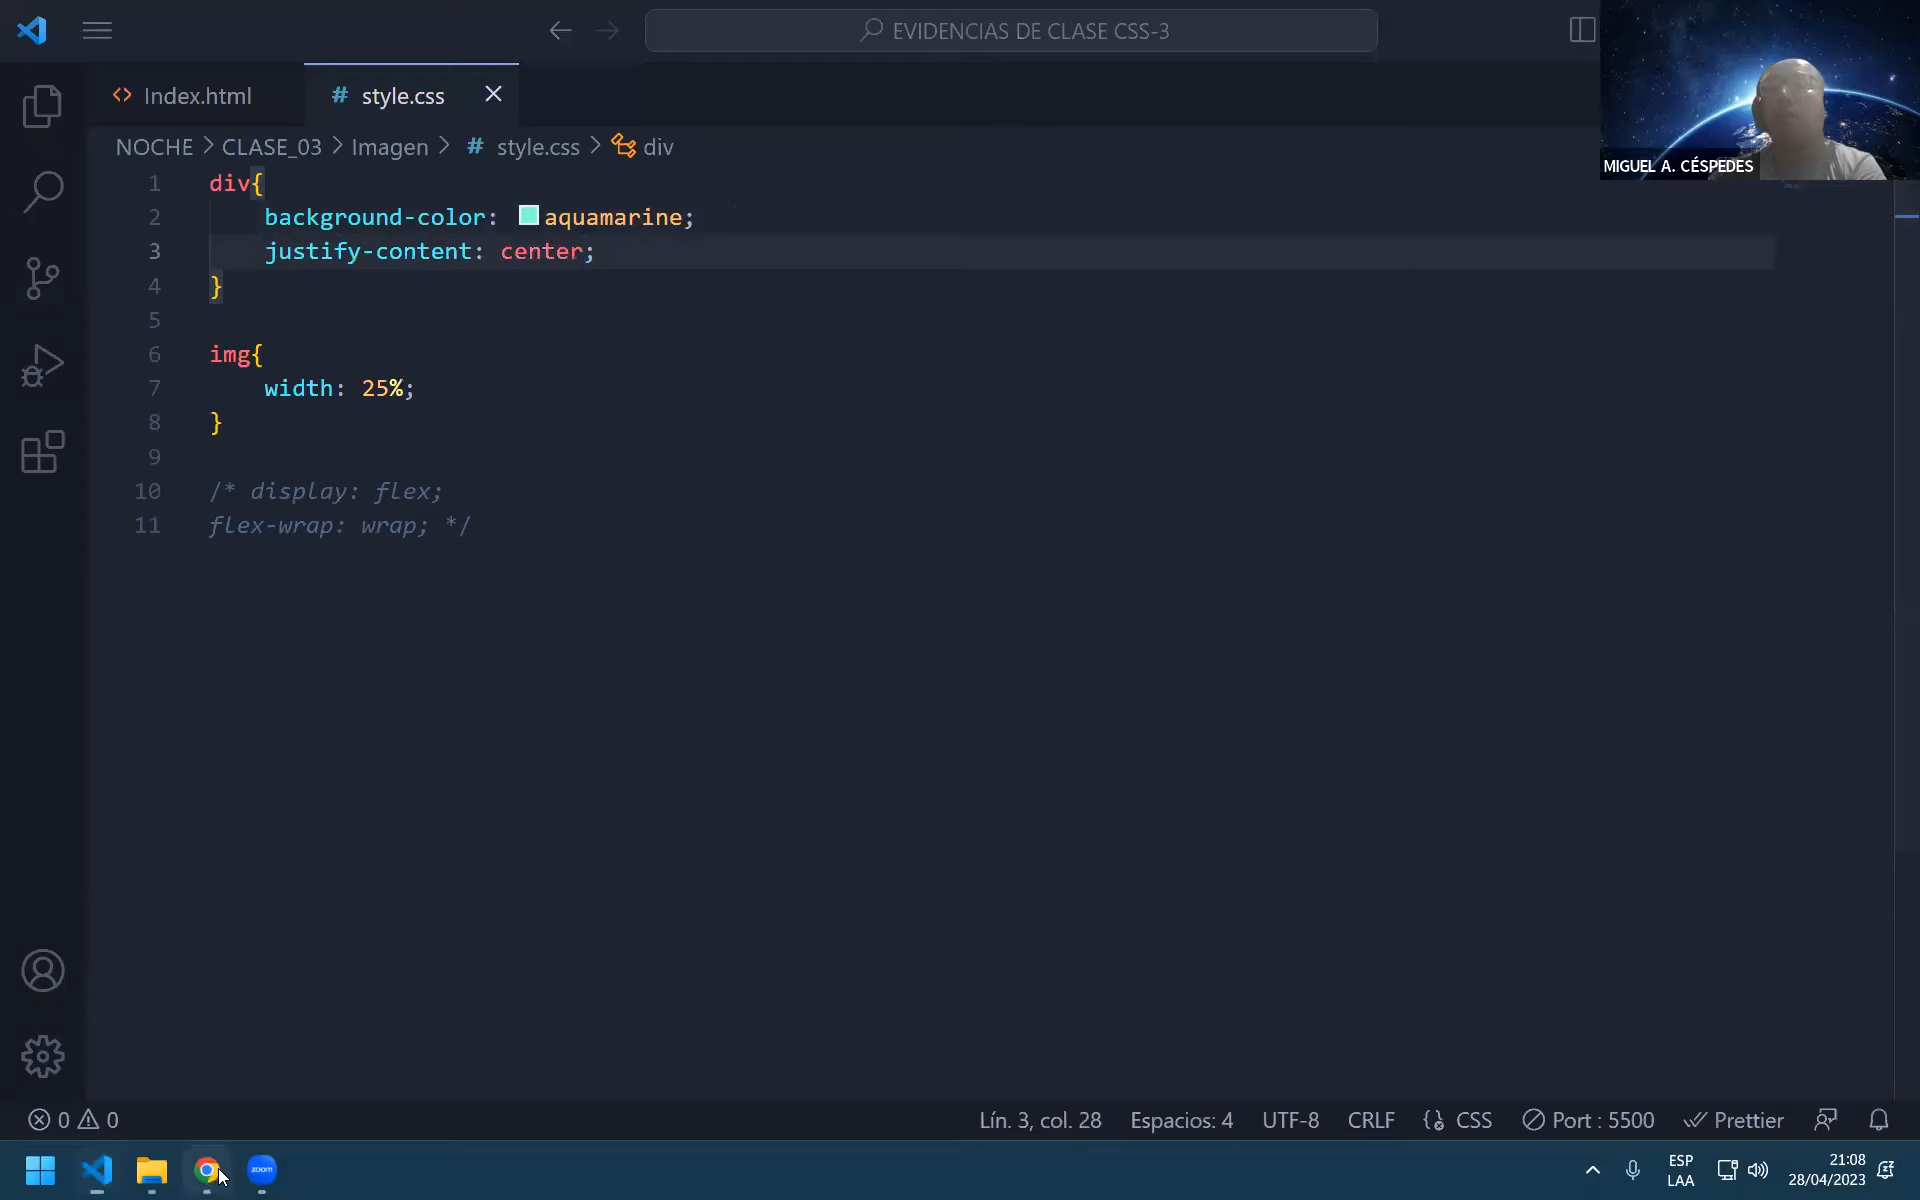 EVIDENCIAS DE CLASE CSS-3
Index.html
# style.css
NOCHE > CLASE_03 > Imagen > # style.css > div
MIGUEL A. CÉSPEDES
1 div{
2 background-color: aquamarine;
3 justify-content: center;
4 }
5
6 img{
7 width: 25%;
8 }
9
10 /* display: flex;
11 flex-wrap: wrap; */
0 0 Lín. 3, col. 28 Espacios: 4 UTF-8 CRLF CSS Port : 5500 Prettier
zoom
ESP
LAA
21:08
28/04/2023